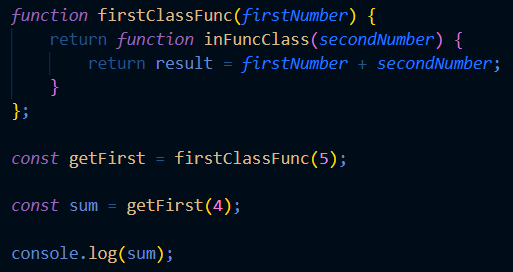 function firstClassFunc(firstNumber) {
    return function inFuncClass(secondNumber) {
        return result = firstNumber + secondNumber;
    }
};
const getFirst = firstClassFunc(5);
const sum = getFirst(4);
console.log(sum);